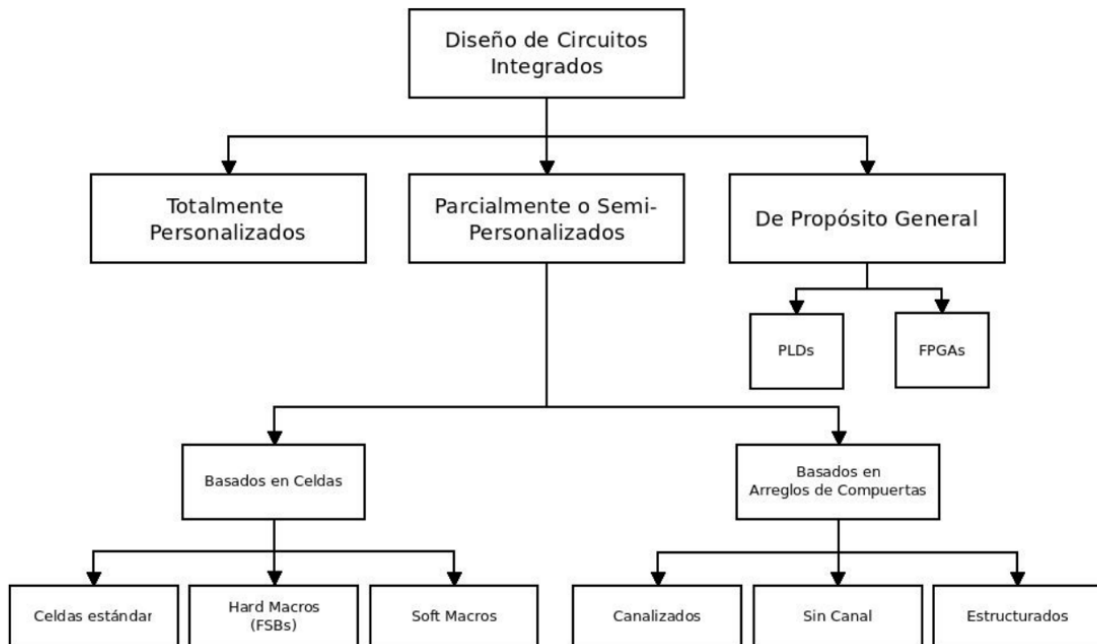 Diseño de Circuitos
Integrados
Totalmente
Personalizados
Parcialmente o Semi-
Personalizados
De Propósito General
PLDs
FPGAs
Basados en Celdas
Basados en
Arreglos de Compuertas
Celdas estándar
Hard Macros
(FSBs)
Soft Macros
Canalizados
Sin Canal
Estructurados